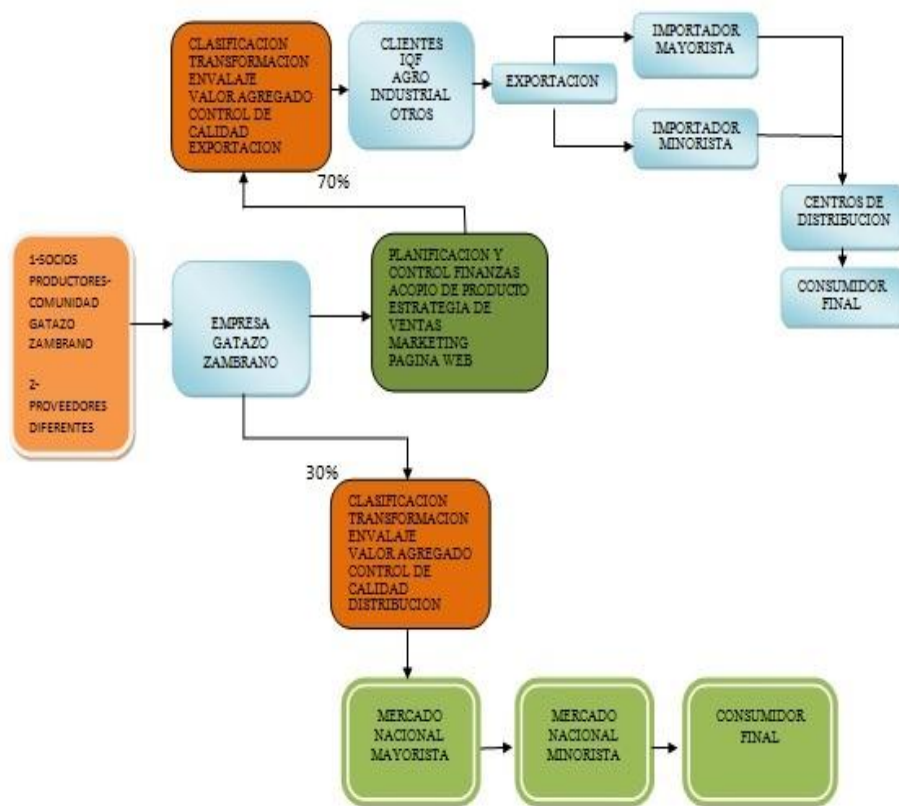 CLASIFICACION
TRANSFORMACION
ENVALAJE
VALOR AGREGADO
CONTROL DE
CALIDAD
EXPORTACION
CLIENTES
IQF
AGRO
INDUSTRIAL
OTROS
EXPORTACION
IMPORTADOR
MAYORISTA
IMPORTADOR
MINORISTA
CENTROS DE
DISTRIBUCION
CONSUMIDOR
FINAL
70%
1-SOCIOS
PRODUCTORES-
COMUNIDAD
GATAZO
ZAMBRANO
2-
PROVEEDORES
DIFERENTES
EMPRESA
GATAZO
ZAMBRANO
PLANIFICACION Y
CONTROL FINANZAS
ACOPIO DE PRODUCTO
ESTRATEGIA DE
VENTAS
MARKETING
PAGINA WEB
30%
CLASIFICACION
TRANSFORMACION
ENVALAJE
VALOR AGREGADO
CONTROL DE
CALIDAD
DISTRIBUCION
MERCADO
NACIONAL
MAYORISTA
MERCADO
NACIONAL
MINORISTA
CONSUMIDOR
FINAL